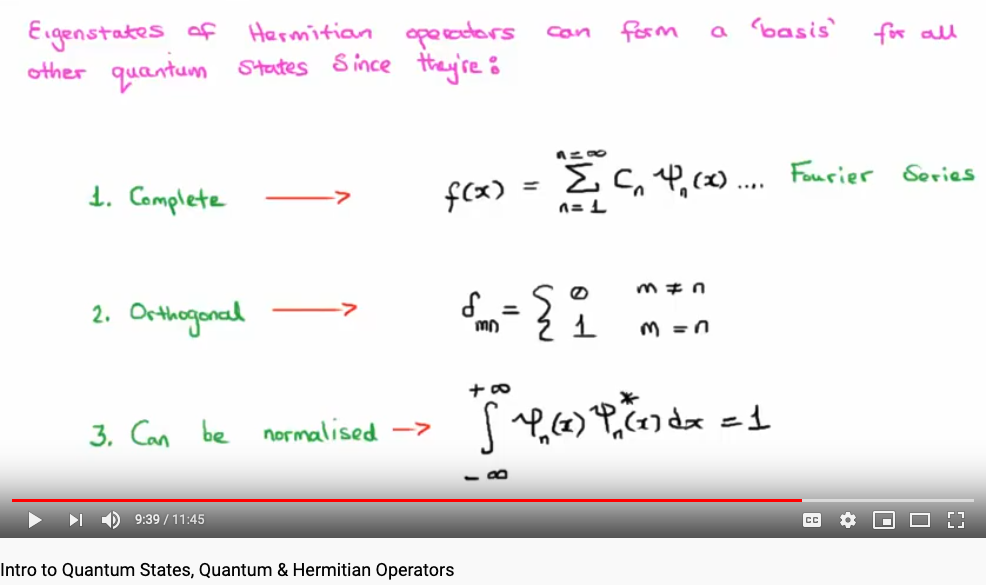 Eigenstates of Hermitian operators can form a 'basis' for all
other quantum States Since they're:
1. Complete → f(x) = Σ Cₙ Ψₙ(x) .... Fourier Series
n=∞
n=1
2. Orthogonal → δₘₙ = { 0 m ≠ n
1 m = n
3. Can be normalised → ∫ Ψₙ(x) Ψₙ*(x) dx = 1
+∞
-∞
9:39 / 11:45
CC
Intro to Quantum States, Quantum & Hermitian Operators